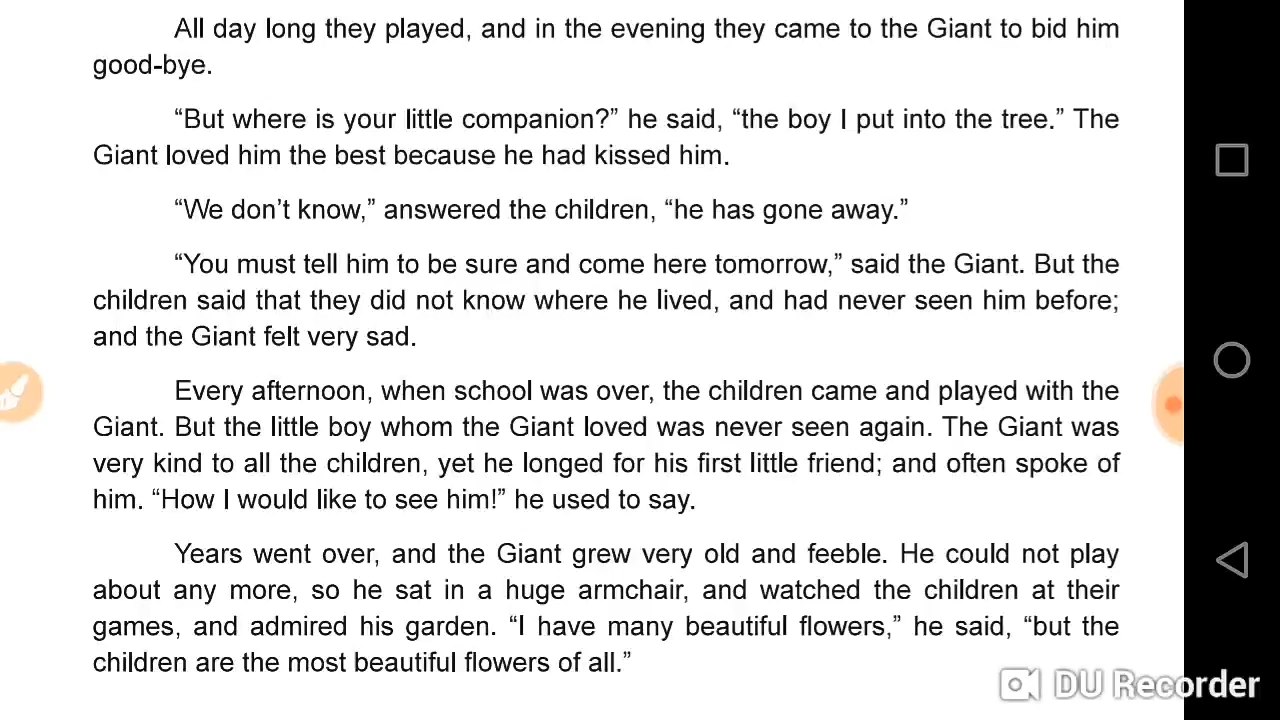 All day long they played, and in the evening they came to the Giant to bid him
good-bye.
“But where is your little companion?” he said, “the boy I put into the tree.” The
Giant loved him the best because he had kissed him.
“We don’t know,” answered the children, “he has gone away.”
“You must tell him to be sure and come here tomorrow,” said the Giant. But the
children said that they did not know where he lived, and had never seen him before;
and the Giant felt very sad.
Every afternoon, when school was over, the children came and played with the
Giant. But the little boy whom the Giant loved was never seen again. The Giant was
very kind to all the children, yet he longed for his first little friend; and often spoke of
him. “How I would like to see him!” he used to say.
Years went over, and the Giant grew very old and feeble. He could not play
about any more, so he sat in a huge armchair, and watched the children at their
games, and admired his garden. “I have many beautiful flowers,” he said, “but the
children are the most beautiful flowers of all.”
DU Recorder